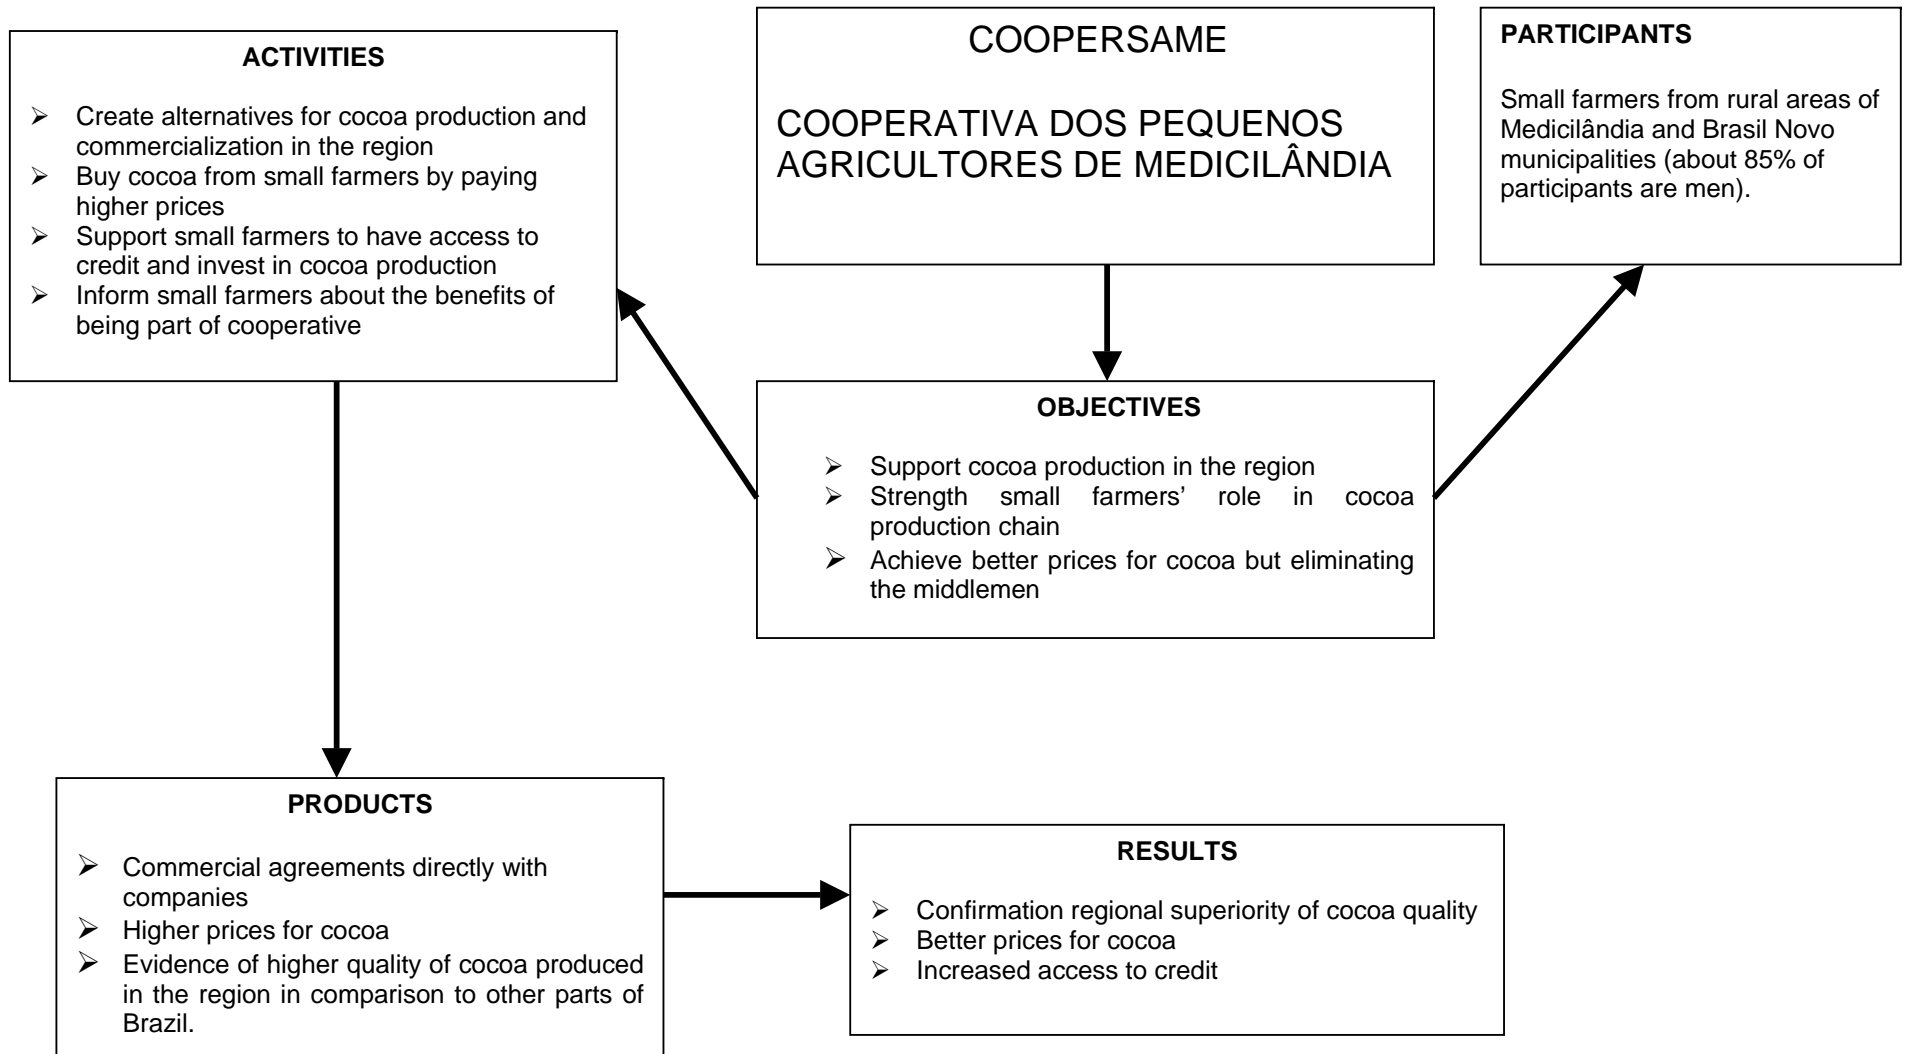 ACTIVITIES
➢ Create alternatives for cocoa production and
commercialization in the region
➢ Buy cocoa from small farmers by paying
higher prices
➢ Support small farmers to have access to
credit and invest in cocoa production
➢ Inform small farmers about the benefits of
being part of cooperative
COOPERSAME
COOPERATIVA DOS PEQUENOS
AGRICULTORES DE MEDICILÂNDIA
PARTICIPANTS
Small farmers from rural areas of
Medicilândia and Brasil Novo
municipalities (about 85% of
participants are men).
OBJECTIVES
➢ Support cocoa production in the region
➢ Strength small farmers’ role in cocoa
production chain
➢ Achieve better prices for cocoa but eliminating
the middlemen
PRODUCTS
➢ Commercial agreements directly with
companies
➢ Higher prices for cocoa
➢ Evidence of higher quality of cocoa produced
in the region in comparison to other parts of
Brazil.
RESULTS
➢ Confirmation regional superiority of cocoa quality
➢ Better prices for cocoa
➢ Increased access to credit